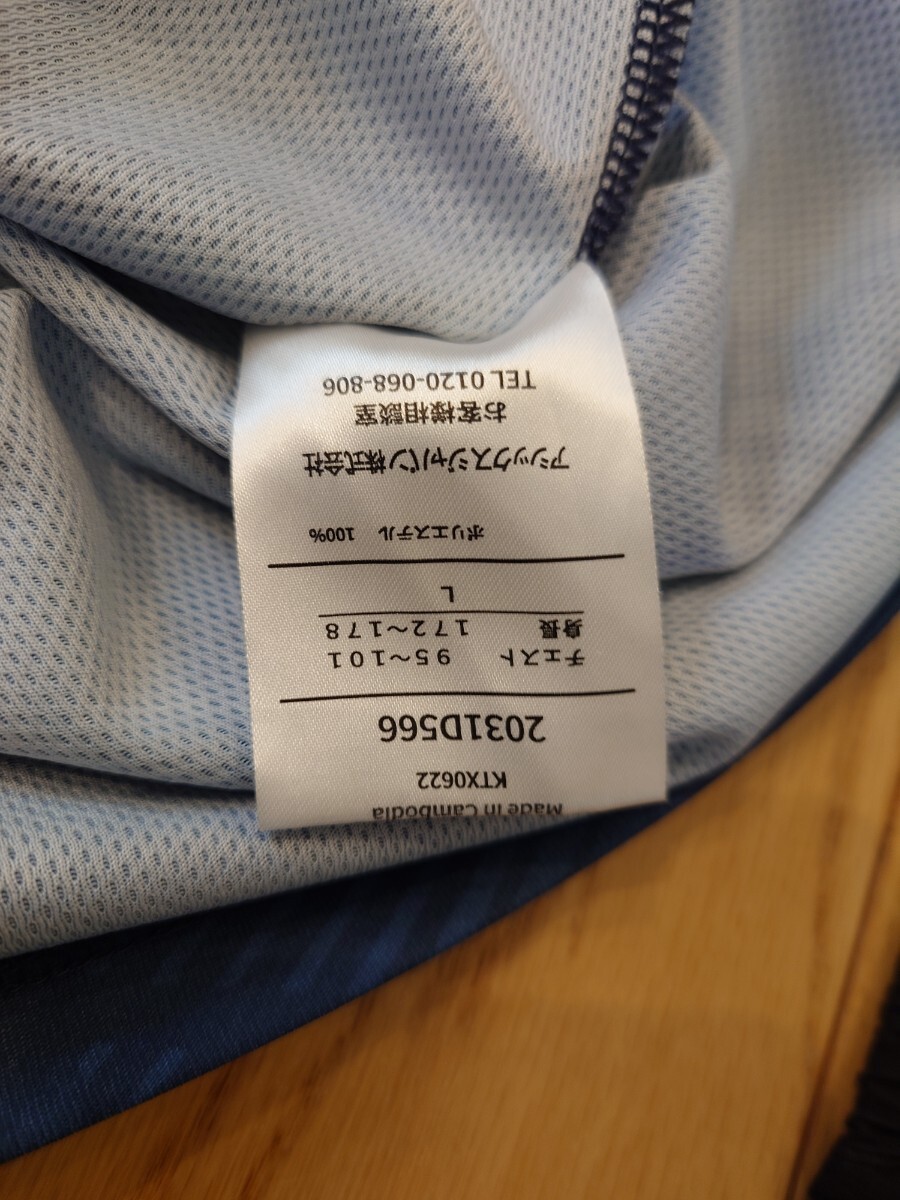 Made in Cambodia
KTX0622
2031D566
チェスト 95～101
身長 172～178
L
ポリエステル 100%
アシックスジャパン株式会社
お客様相談室
TEL 0120-068-806